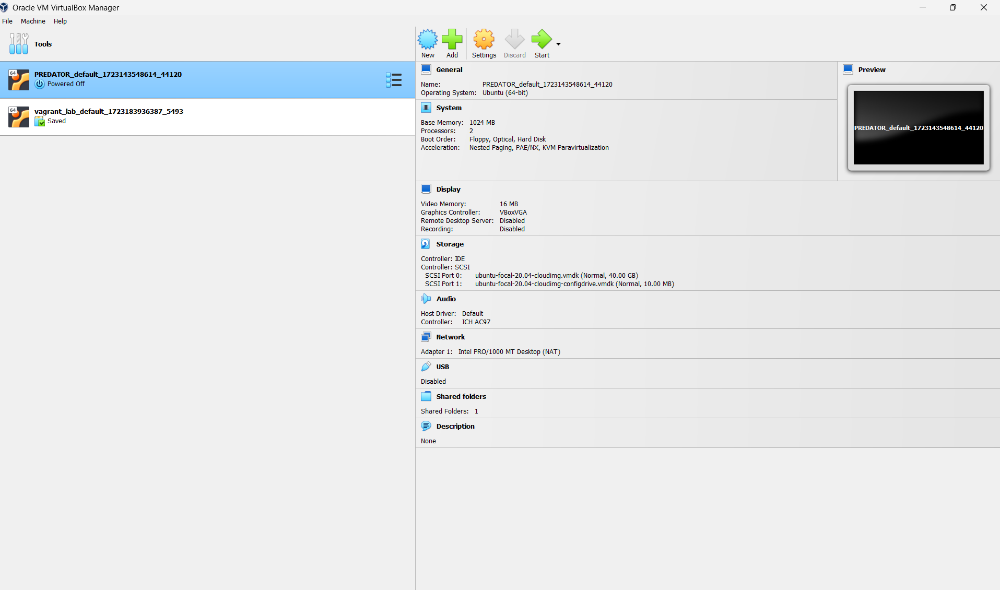 Oracle VM VirtualBox Manager
File Machine Help
Tools
New Add Settings Discard Start
64
PREDATOR_default_1723143548614_44120
Powered Off
64
vagrant_lab_default_1723183936387_5493
Saved
General
Name: PREDATOR_default_1723143548614_44120
Operating System: Ubuntu (64-bit)
Preview
PREDATOR_default_1723143548614_44120
System
Base Memory: 1024 MB
Processors: 2
Boot Order: Floppy, Optical, Hard Disk
Acceleration: Nested Paging, PAE/NX, KVM Paravirtualization
Display
Video Memory: 16 MB
Graphics Controller: VBoxVGA
Remote Desktop Server: Disabled
Recording: Disabled
Storage
Controller: IDE
Controller: SCSI
SCSI Port 0: ubuntu-focal-20.04-cloudimg.vmdk (Normal, 40.00 GB)
SCSI Port 1: ubuntu-focal-20.04-cloudimg-configdrive.vmdk (Normal, 10.00 MB)
Audio
Host Driver: Default
Controller: ICH AC97
Network
Adapter 1: Intel PRO/1000 MT Desktop (NAT)
USB
Disabled
Shared folders
Shared Folders: 1
Description
None